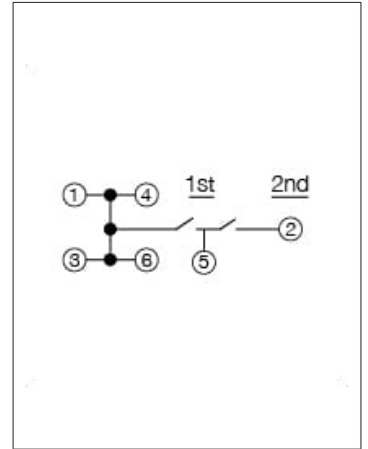 1st 2nd
① ④
②
③ ⑥ ⑤